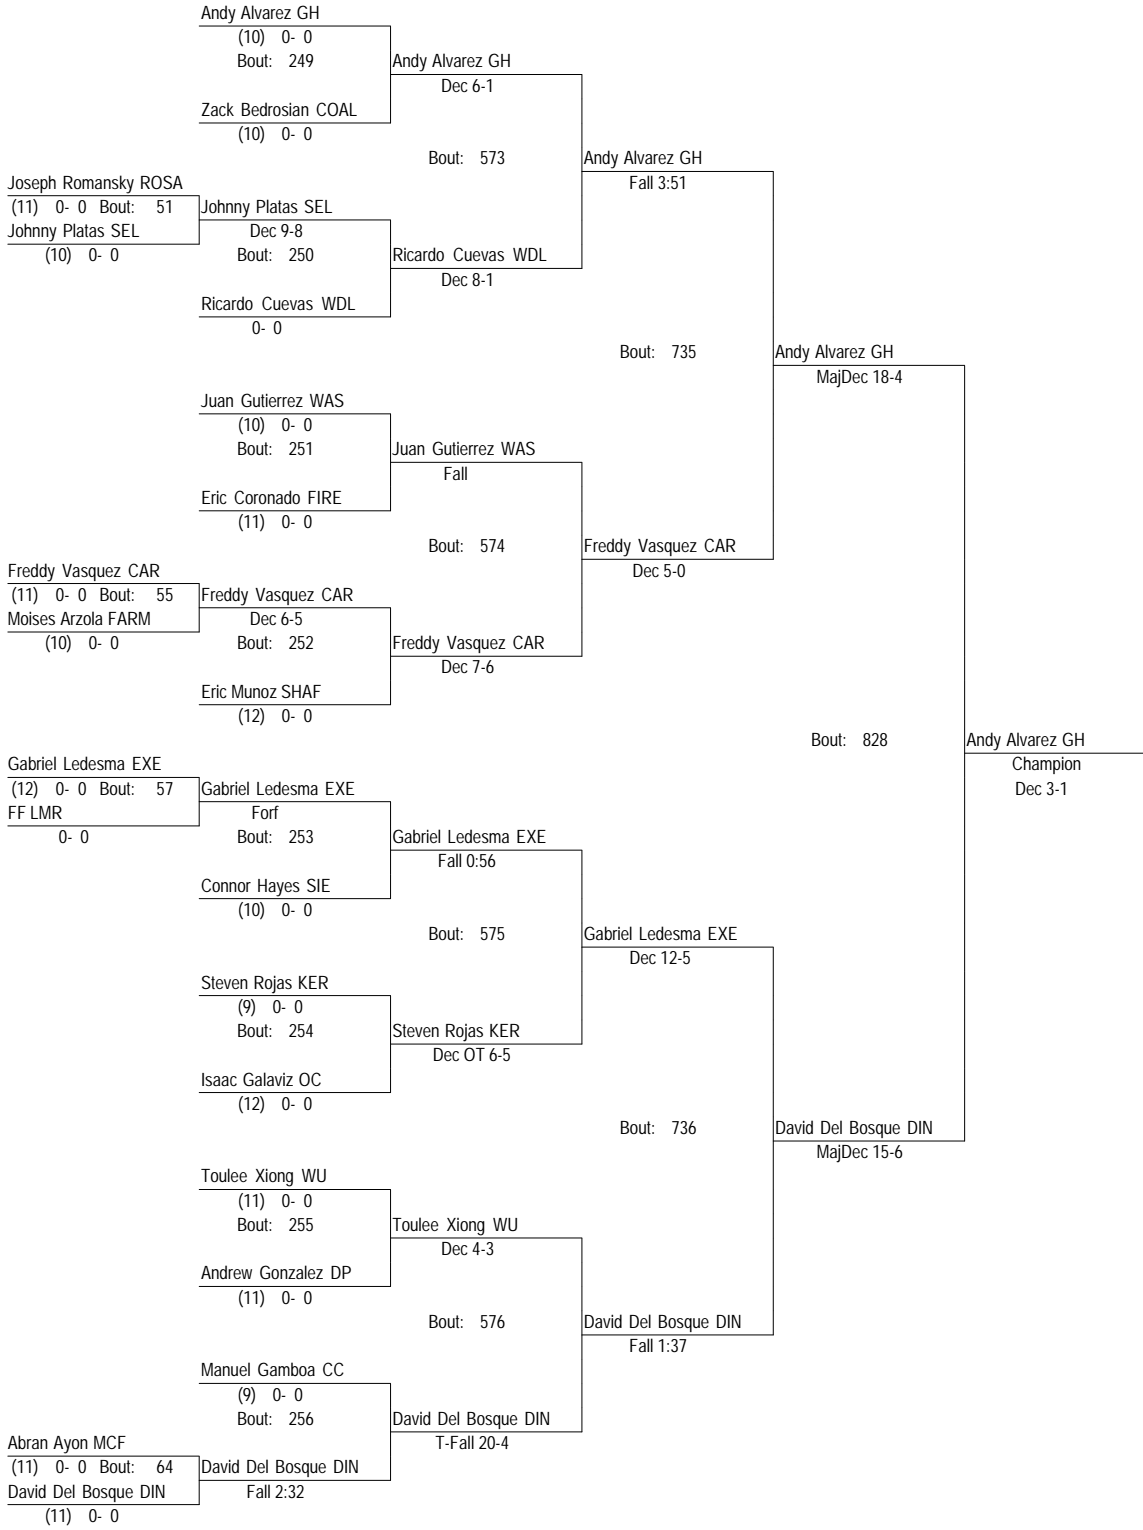 Andy Alvarez GH
(10) 0- 0
Bout: 249
Andy Alvarez GH
Dec 6-1
Zack Bedrosian COAL
(10) 0- 0
Bout: 573
Andy Alvarez GH
Fall 3:51
Joseph Romansky ROSA
(11) 0- 0 Bout: 51
Johnny Platas SEL
Johnny Platas SEL
(10) 0- 0
Dec 9-8
Bout: 250
Ricardo Cuevas WDL
Dec 8-1
Ricardo Cuevas WDL
0- 0
Bout: 735
Andy Alvarez GH
MajDec 18-4
Juan Gutierrez WAS
(10) 0- 0
Bout: 251
Juan Gutierrez WAS
Fall
Eric Coronado FIRE
(11) 0- 0
Bout: 574
Freddy Vasquez CAR
Dec 5-0
Freddy Vasquez CAR
(11) 0- 0 Bout: 55
Freddy Vasquez CAR
Moises Arzola FARM
(10) 0- 0
Dec 6-5
Bout: 252
Freddy Vasquez CAR
Dec 7-6
Eric Munoz SHAF
(12) 0- 0
Bout: 828
Andy Alvarez GH
Champion
Dec 3-1
Gabriel Ledesma EXE
(12) 0- 0 Bout: 57
Gabriel Ledesma EXE
FF LMR
0- 0
Forf
Bout: 253
Gabriel Ledesma EXE
Fall 0:56
Connor Hayes SIE
(10) 0- 0
Bout: 575
Gabriel Ledesma EXE
Dec 12-5
Steven Rojas KER
(9) 0- 0
Bout: 254
Steven Rojas KER
Dec OT 6-5
Isaac Galaviz OC
(12) 0- 0
Bout: 736
David Del Bosque DIN
MajDec 15-6
Toulee Xiong WU
(11) 0- 0
Bout: 255
Toulee Xiong WU
Dec 4-3
Andrew Gonzalez DP
(11) 0- 0
Bout: 576
David Del Bosque DIN
Fall 1:37
Manuel Gamboa CC
(9) 0- 0
Bout: 256
David Del Bosque DIN
T-Fall 20-4
Abran Ayon MCF
(11) 0- 0 Bout: 64
David Del Bosque DIN
David Del Bosque DIN
(11) 0- 0
Fall 2:32